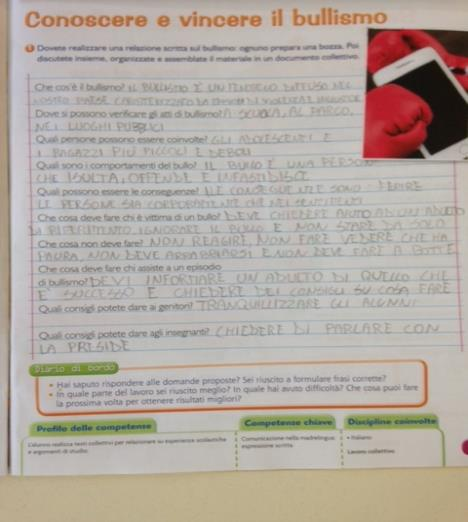 Conoscere e vincere il bullismo
1 Dovete realizzare una relazione scritta sul bullismo: ognuno prepara una bozza. Poi
discutete insieme, organizzate e assemblate il materiale in un documento collettivo.
Che cos'è il bullismo? IL BULLISMO È UN FENOMENO DIFFUSO NEL
NOSTRO PAESE CARATTERIZZATO DA VIOLENZA
Dove si possono verificare gli atti di bullismo? A SCUOLA, AL PARCO,
NEI LUOGHI PUBBLICI
Quali persone possono essere coinvolte? GLI ADOLESCENTI E
I RAGAZZI PIÙ PICCOLI E DEBOLI
Quali sono i comportamenti del bullo? IL BULLO È UNA PERSON
CHE ISULTA, OFFENDE E INFASTIDISCE
Quali possono essere le conseguenze? LE CONSEGUENZE SONO: FERIRE
LE PERSONE SIA CORPORALMENTE CHE NEI SENTIMENTI
Che cosa deve fare chi è vittima di un bullo? DEVE CHIEDERE AIUTO AD UN ADULTO
DI RIFERIMENTO, IGNORARE IL BULLO E NON STARE DA SOLO
Che cosa non deve fare? NON REAGIRE, NON FARE VEDERE CHE HA
PAURA, NON DEVE ARRABBIARSI E NON DEVE FARE A BOTTE
Che cosa deve fare chi assiste a un episodio
di bullismo? DEVI INFORMARE UN ADULTO DI QUELLO CHE
E' SUCCESSO E CHIEDERE DEI CONSIGLI SU COSA FARE
Quali consigli potete dare ai genitori? TRANQUILLIZZARE GLI ALUNNI
Quali consigli potete dare agli insegnanti? CHIEDERE DI PARLARE CON
LA PRESIDE
Diario di bordo
• Hai saputo rispondere alle domande proposte? Sei riuscito a formulare frasi corrette?
• In quale parte del lavoro sei riuscito meglio? In quale hai avuto difficoltà? Che cosa puoi fare
la prossima volta per ottenere risultati migliori?
Profilo delle competenze
Competenze chiave
Discipline coinvolte
L'alunno realizza testi collettivi per relazionare su esperienze scolastiche
e argomenti di studio.
Comunicazione nella madrelingua:
espressione scritta
• Italiano
Lavoro collettivo